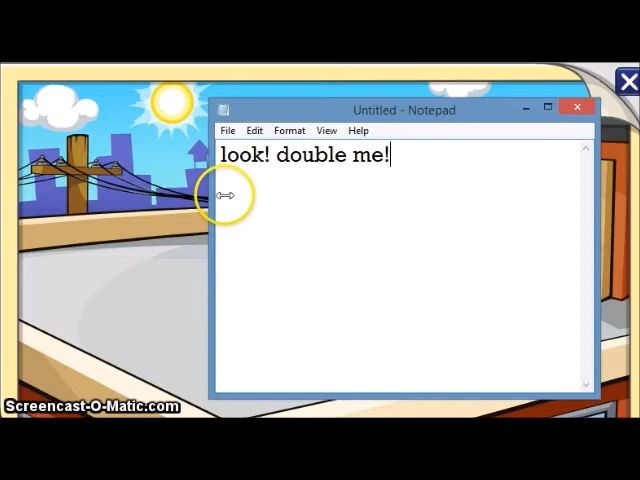 Untitled - Notepad
File Edit Format View Help
look! double me!
Screencast-O-Matic.com